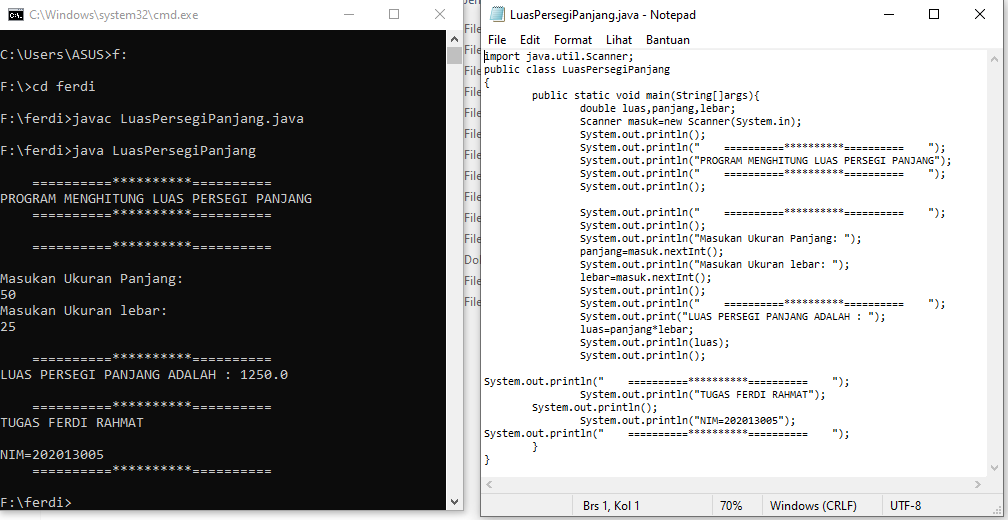 C:\Windows\system32\cmd.exe
C:\Users\ASUS>f:
F:\>cd ferdi
F:\ferdi>javac LuasPersegiPanjang.java
F:\ferdi>java LuasPersegiPanjang
==========**********==========
PROGRAM MENGHITUNG LUAS PERSEGI PANJANG
==========**********==========
==========**********==========
Masukan Ukuran Panjang:
50
Masukan Ukuran lebar:
25
==========**********==========
LUAS PERSEGI PANJANG ADALAH : 1250.0
==========**********==========
TUGAS FERDI RAHMAT
NIM=202013005
==========**********==========
F:\ferdi>
File
File
File
File
File
File
File
File
File
File
File
Dol
File
File
LuasPersegiPanjang.java - Notepad
File Edit Format Lihat Bantuan
import java.util.Scanner;
public class LuasPersegiPanjang
{
public static void main(String[]args){
double luas,panjang,lebar;
Scanner masuk=new Scanner(System.in);
System.out.println();
System.out.println("    ==========**********==========    ");
System.out.println("PROGRAM MENGHITUNG LUAS PERSEGI PANJANG");
System.out.println("    ==========**********==========    ");
System.out.println();
System.out.println("    ==========**********==========    ");
System.out.println();
System.out.println("Masukan Ukuran Panjang: ");
panjang=masuk.nextInt();
System.out.println("Masukan Ukuran lebar: ");
lebar=masuk.nextInt();
System.out.println();
System.out.println("    ==========**********==========    ");
System.out.print("LUAS PERSEGI PANJANG ADALAH : ");
luas=panjang*lebar;
System.out.println(luas);
System.out.println();
System.out.println("    ==========**********==========    ");
System.out.println("TUGAS FERDI RAHMAT");
System.out.println();
System.out.println("NIM=202013005");
System.out.println("    ==========**********==========    ");
}
}
Brs 1, Kol 1 70% Windows (CRLF) UTF-8